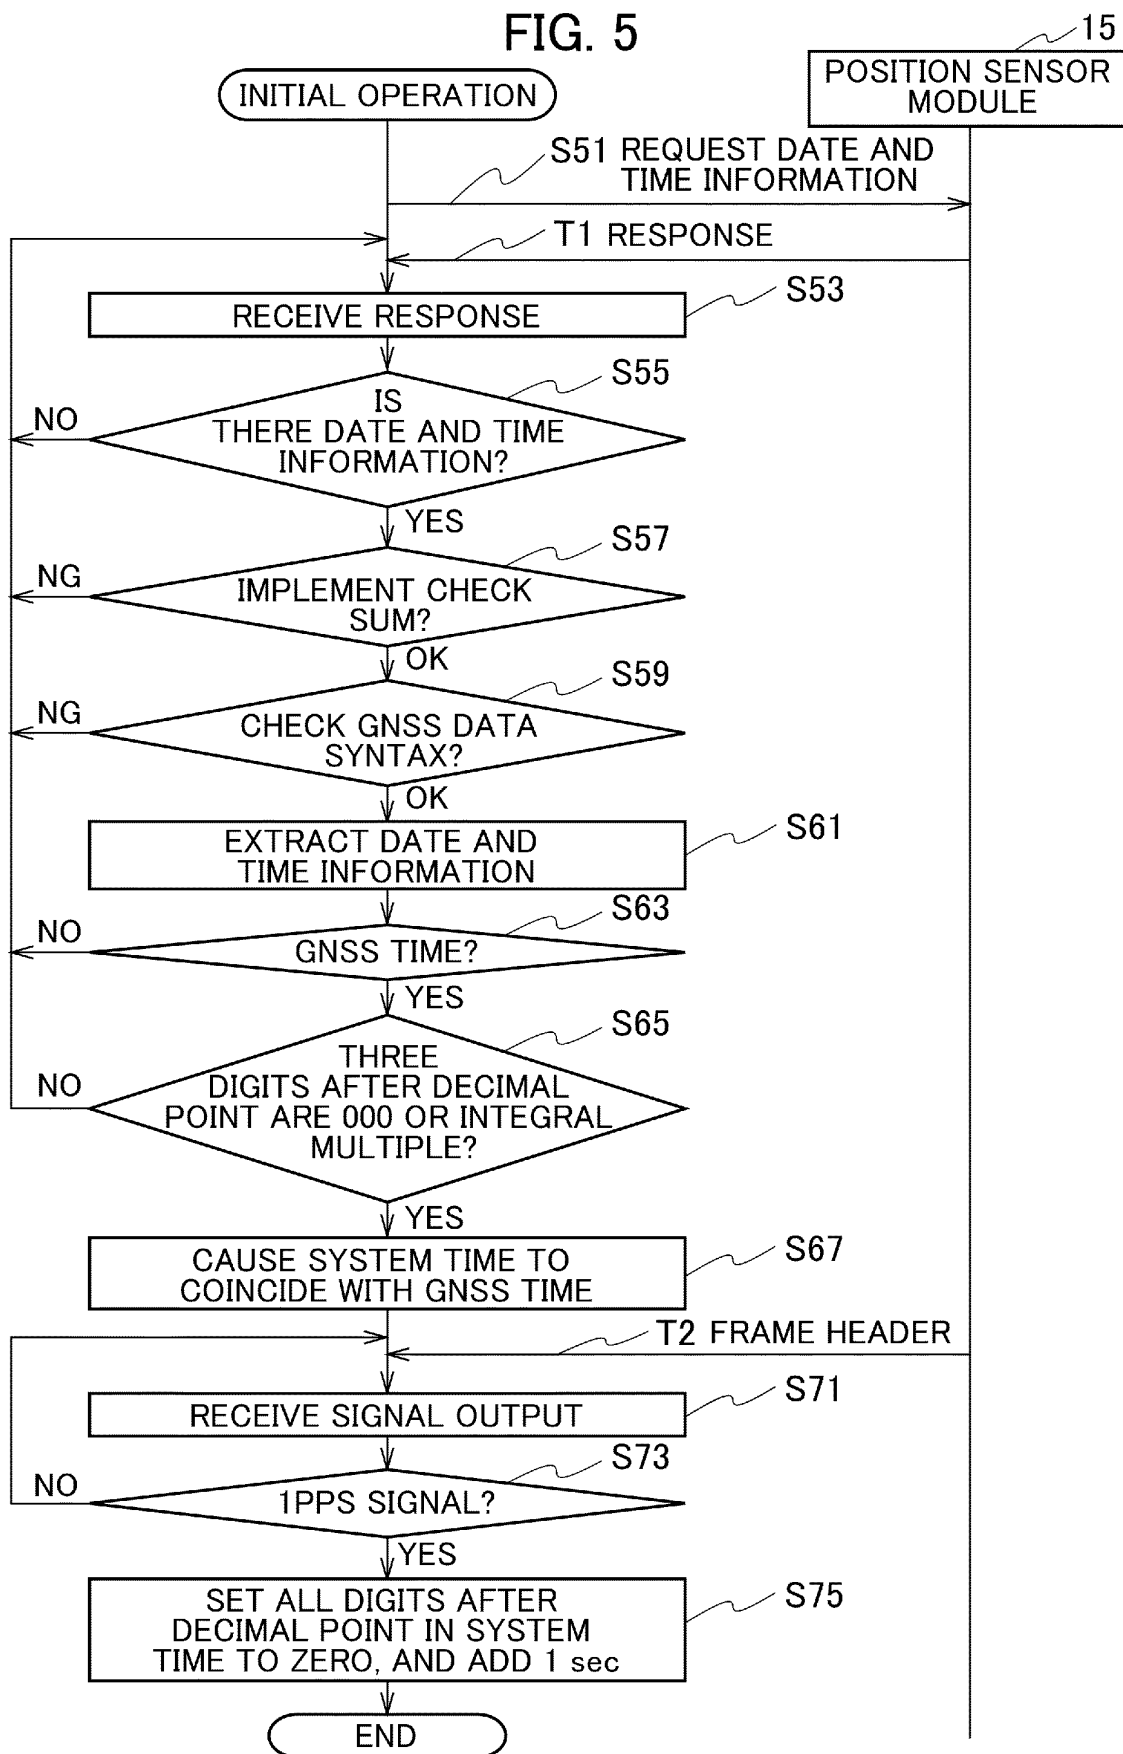 FIG. 5
15
INITIAL OPERATION
POSITION SENSOR
MODULE
S51 REQUEST DATE AND
TIME INFORMATION
T1 RESPONSE
S53
RECEIVE RESPONSE
S55
IS
THERE DATE AND TIME
INFORMATION?
NO
YES
S57
NG
IMPLEMENT CHECK
SUM?
OK
S59
NG
CHECK GNSS DATA
SYNTAX?
OK
S61
EXTRACT DATE AND
TIME INFORMATION
S63
NO
GNSS TIME?
YES
S65
THREE
DIGITS AFTER DECIMAL
POINT ARE 000 OR INTEGRAL
MULTIPLE?
NO
YES
S67
CAUSE SYSTEM TIME TO
COINCIDE WITH GNSS TIME
T2 FRAME HEADER
S71
RECEIVE SIGNAL OUTPUT
S73
NO
1PPS SIGNAL?
YES
S75
SET ALL DIGITS AFTER
DECIMAL POINT IN SYSTEM
TIME TO ZERO, AND ADD 1 sec
END